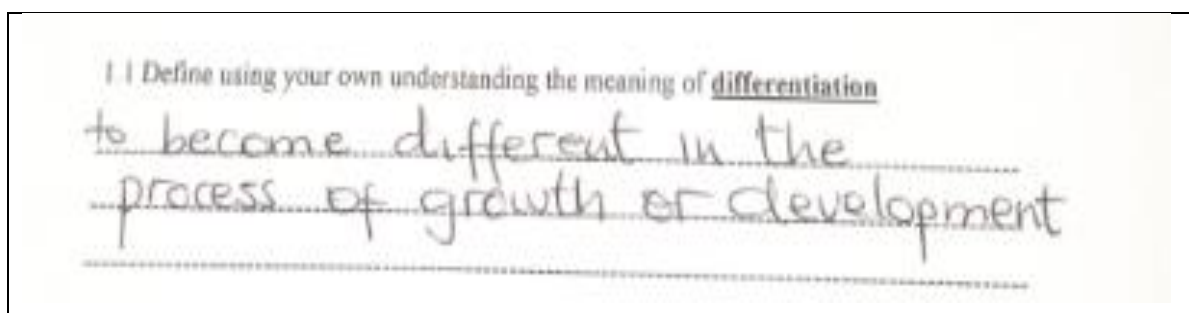 1 1 Define using your own understanding the meaning of differentiation
to become different in the
process of growth or development